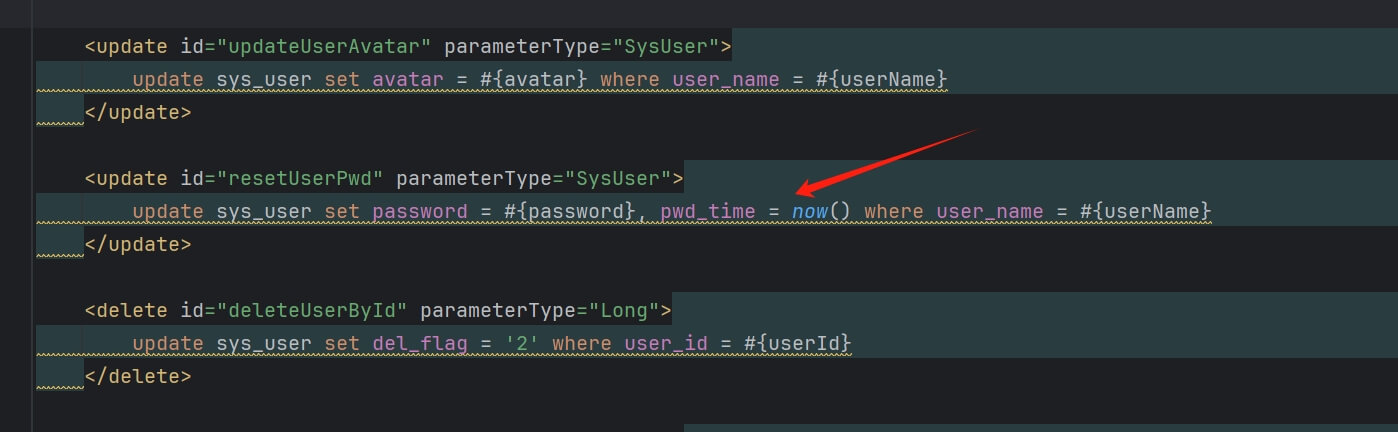 <update id="updateUserAvatar" parameterType="SysUser">
update sys_user set avatar = #{avatar} where user_name = #{userName}
</update>
<update id="resetUserPwd" parameterType="SysUser">
update sys_user set password = #{password}, pwd_time = now() where user_name = #{userName}
</update>
<delete id="deleteUserById" parameterType="Long">
update sys_user set del_flag = '2' where user_id = #{userId}
</delete>